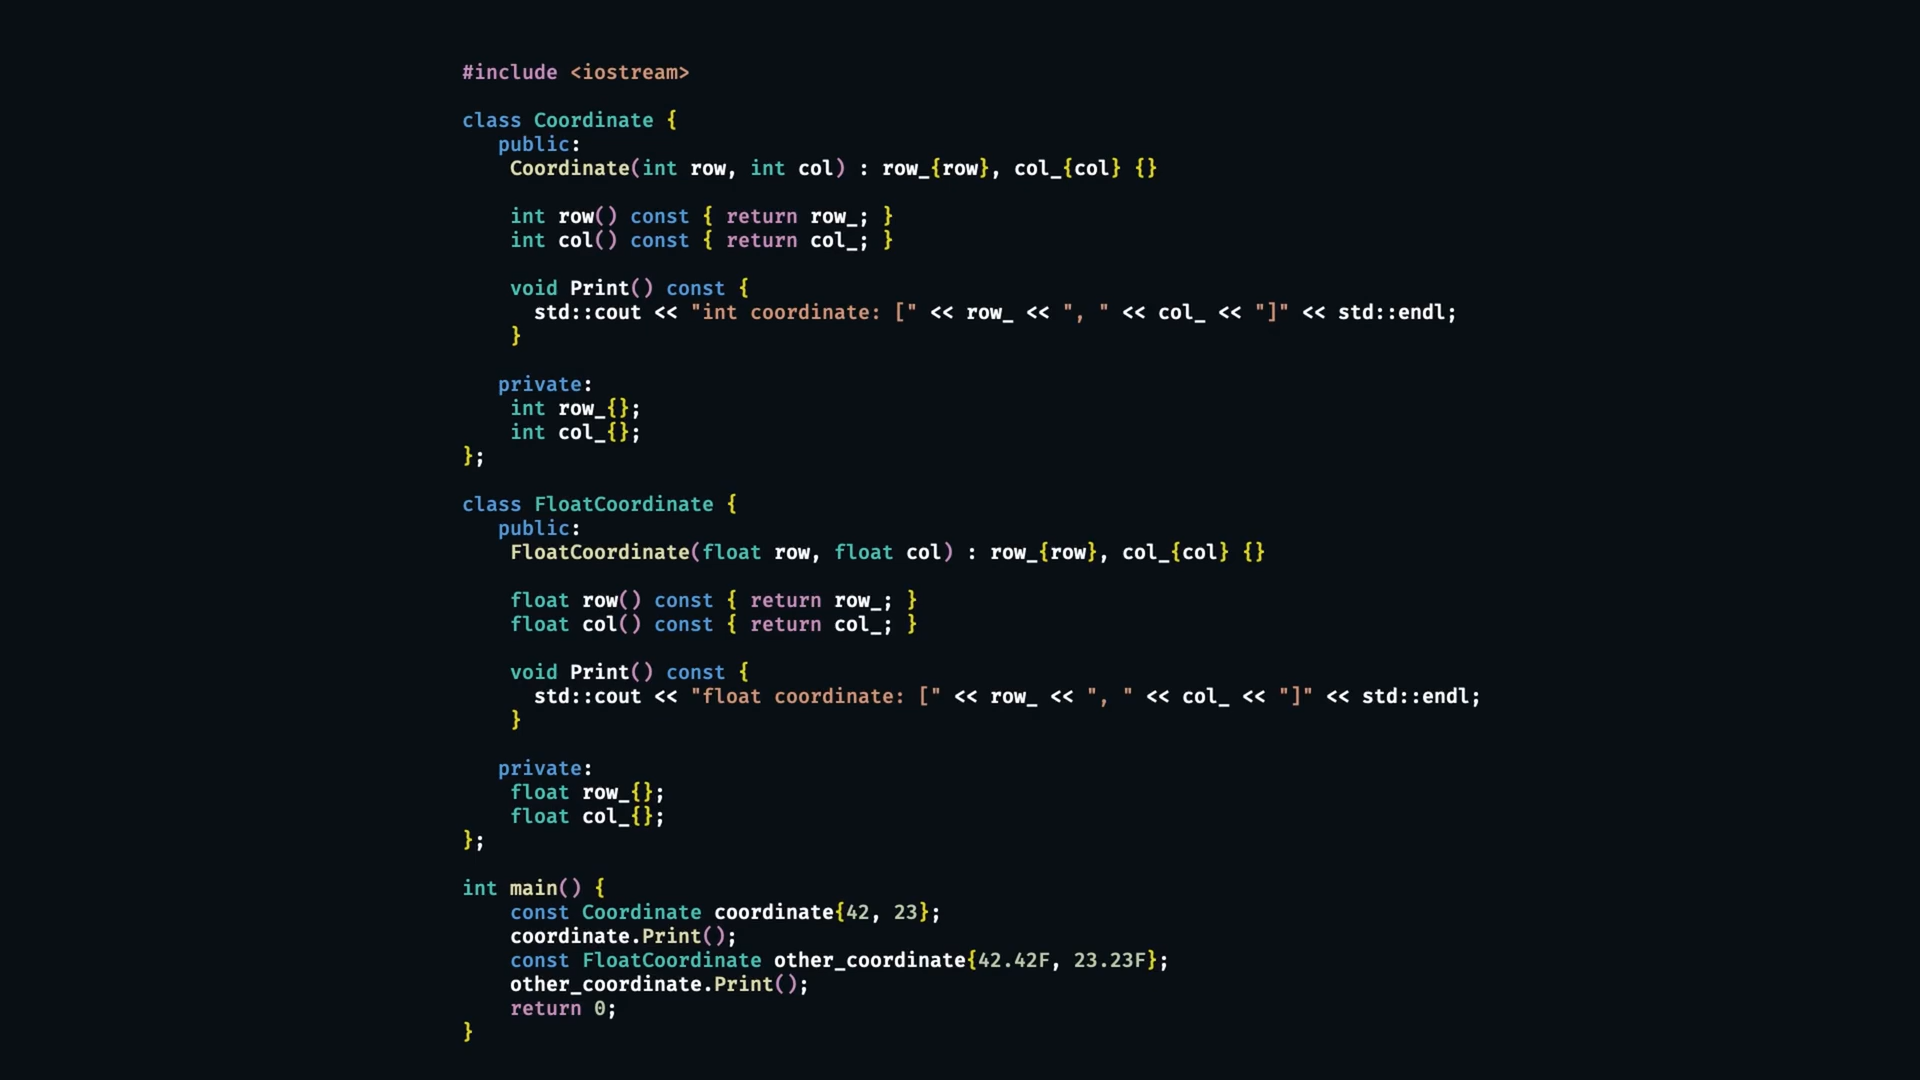 #include <iostream>
class Coordinate {
public:
Coordinate(int row, int col) : row_{row}, col_{col} {}
int row() const { return row_; }
int col() const { return col_; }
void Print() const {
std::cout << "int coordinate: [" << row_ << ", " << col_ << "]" << std::endl;
}
private:
int row_{};
int col_{};
};
class FloatCoordinate {
public:
FloatCoordinate(float row, float col) : row_{row}, col_{col} {}
float row() const { return row_; }
float col() const { return col_; }
void Print() const {
std::cout << "float coordinate: [" << row_ << ", " << col_ << "]" << std::endl;
}
private:
float row_{};
float col_{};
};
int main() {
const Coordinate coordinate{42, 23};
coordinate.Print();
const FloatCoordinate other_coordinate{42.42F, 23.23F};
other_coordinate.Print();
return 0;
}